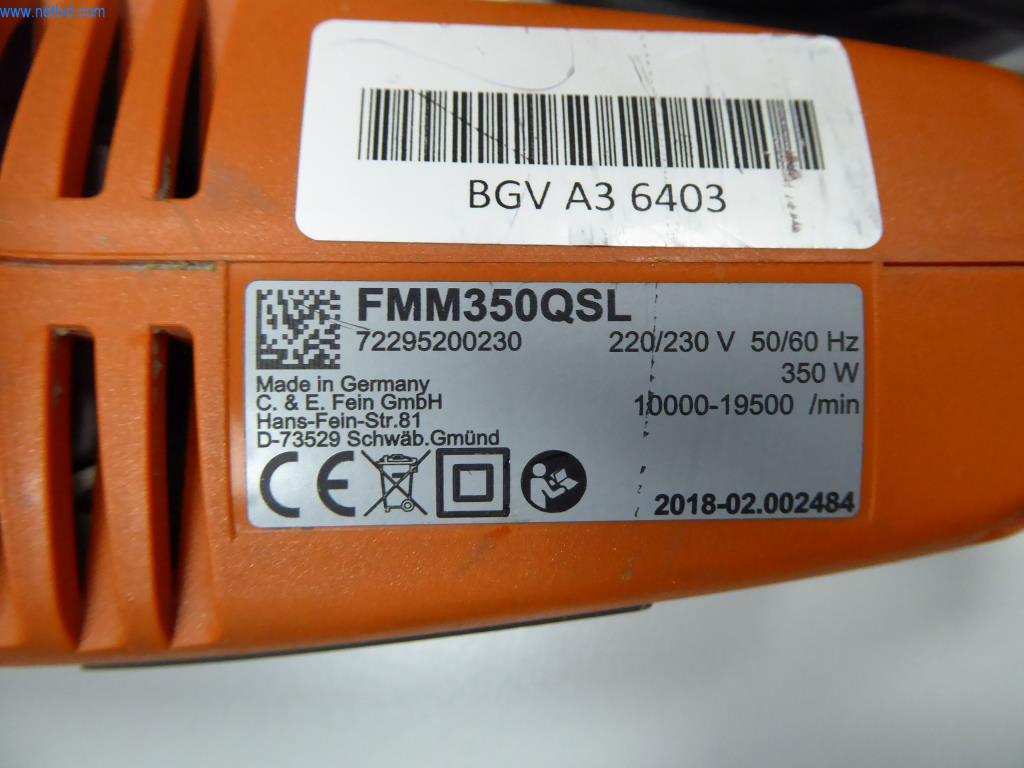 www.netbid.com
BGV A3 6403
FMM350QSL
72295200230 220/230 V 50/60 Hz
350 W
10000-19500 /min
Made in Germany
C. & E. Fein GmbH
Hans-Fein-Str.81
D-73529 Schwäb.Gmünd
CE
2018-02.002484